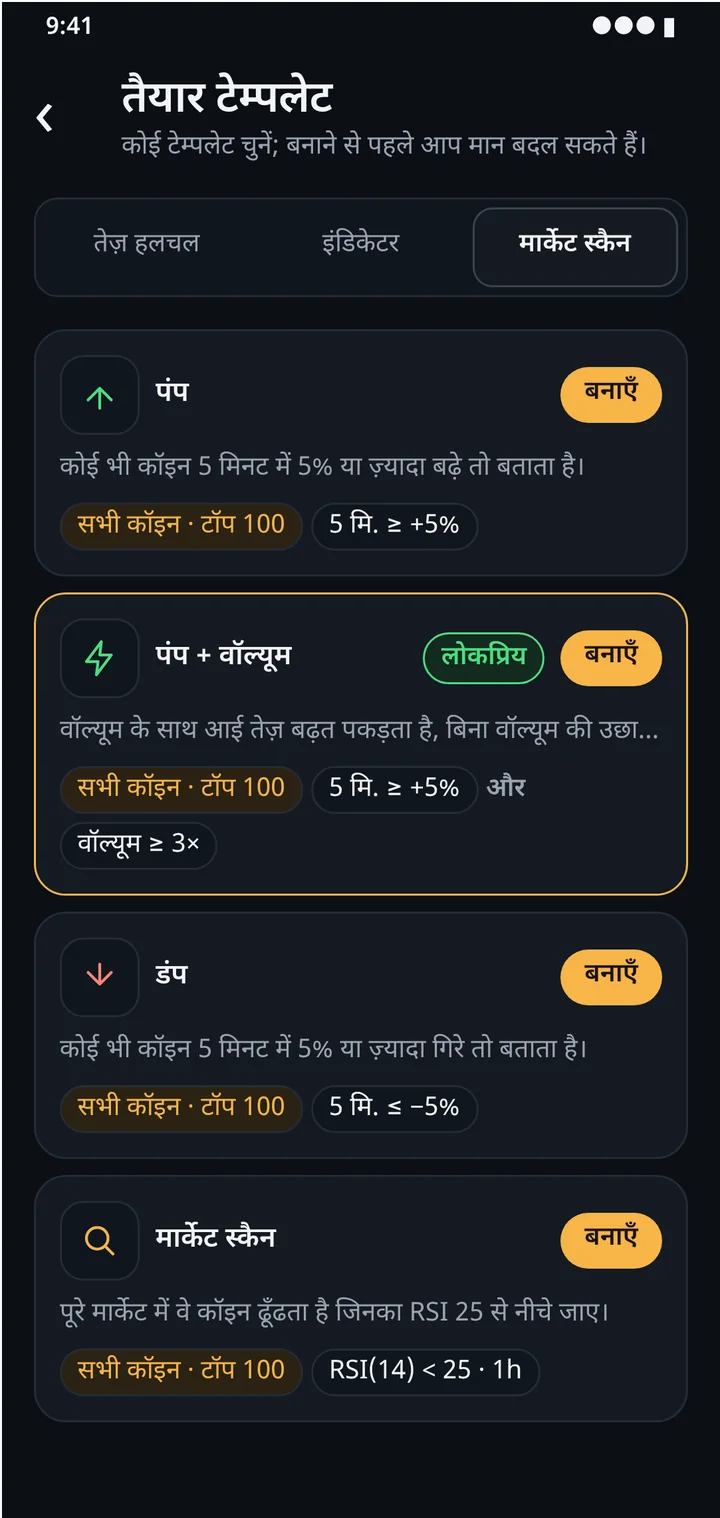 9:41
तैयार टेम्पलेट
कोई टेम्पलेट चुनें; बनाने से पहले आप मान बदल सकते हैं।
तेज़ हलचल इंडिकेटर मार्केट स्कैन
पंप बनाएँ
कोई भी कॉइन 5 मिनट में 5% या ज़्यादा बढ़े तो बताता है।
सभी कॉइन · टॉप 100 5 मि. ≥ +5%
पंप + वॉल्यूम लोकप्रिय बनाएँ
वॉल्यूम के साथ आई तेज़ बढ़त पकड़ता है, बिना वॉल्यूम की उछा...
सभी कॉइन · टॉप 100 5 मि. ≥ +5% और
वॉल्यूम ≥ 3×
डंप बनाएँ
कोई भी कॉइन 5 मिनट में 5% या ज़्यादा गिरे तो बताता है।
सभी कॉइन · टॉप 100 5 मि. ≤ −5%
मार्केट स्कैन बनाएँ
पूरे मार्केट में वे कॉइन ढूँढता है जिनका RSI 25 से नीचे जाए।
सभी कॉइन · टॉप 100 RSI(14) < 25 · 1h